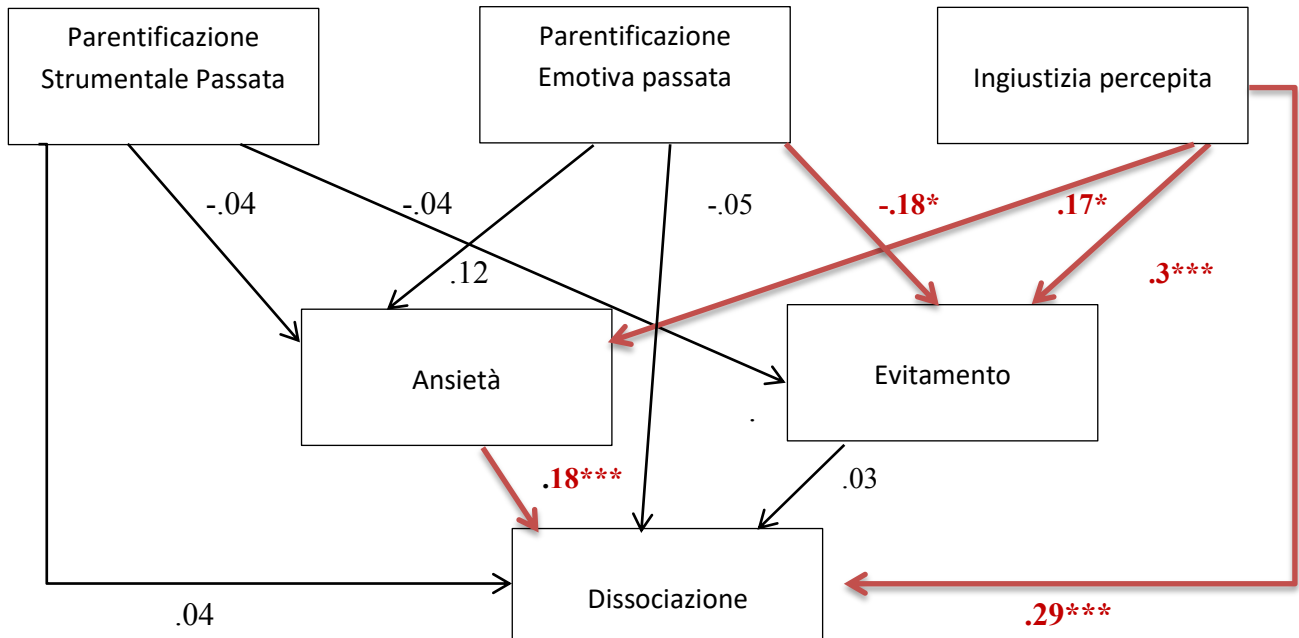 Parentificazione
Strumentale Passata
Parentificazione
Emotiva passata
Ingiustizia percepita
-.04
-.04
-.05
-.18*
.17*
.12
.3***
Ansietà
Evitamento
.
.18***
.03
Dissociazione
.04
.29***